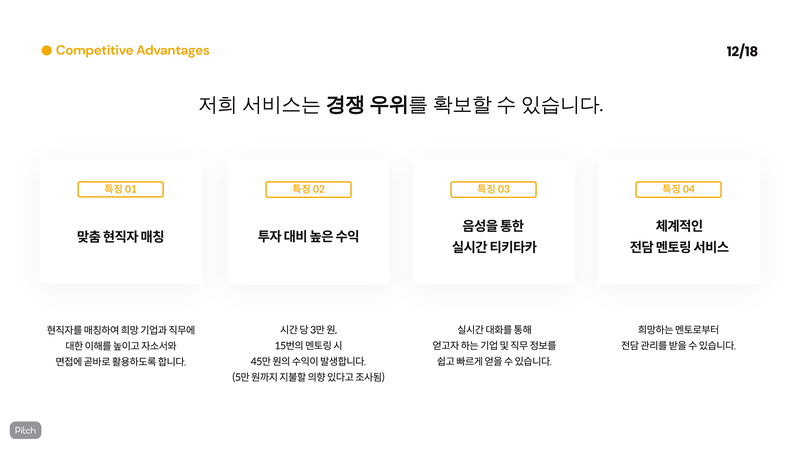 Competitive Advantages
12/18
저희 서비스는 경쟁 우위를 확보할 수 있습니다.
특징 01
맞춤 현직자 매칭
현직자를 매칭하여 희망 기업과 직무에
대한 이해를 높이고 자소서와
면접에 곧바로 활용하도록 합니다.
특징 02
투자 대비 높은 수익
시간 당 3만 원,
15번의 멘토링 시
45만 원의 수익이 발생합니다.
(5만 원까지 지불할 의향 있다고 조사됨)
특징 03
음성을 통한
실시간 티키타카
실시간 대화를 통해
얻고자 하는 기업 및 직무 정보를
쉽고 빠르게 얻을 수 있습니다.
특징 04
체계적인
전담 멘토링 서비스
희망하는 멘토로부터
전담 관리를 받을 수 있습니다.
Pitch